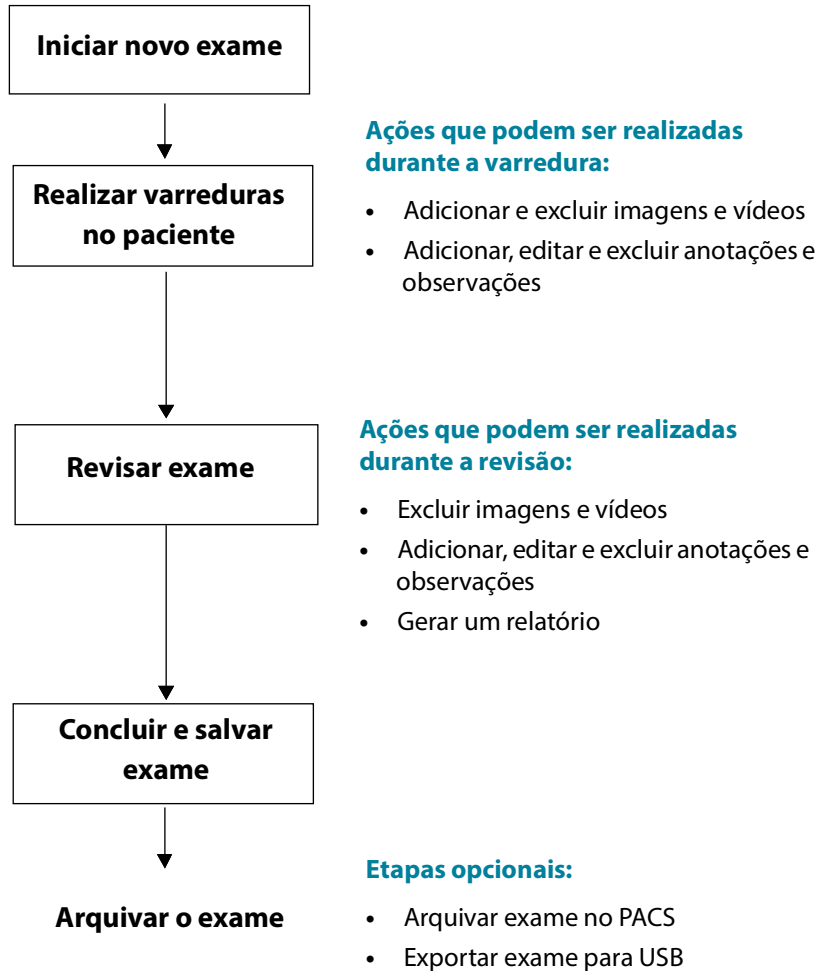 Iniciar novo exame
Realizar varreduras
no paciente
Ações que podem ser realizadas
durante a varredura:
• Adicionar e excluir imagens e vídeos
• Adicionar, editar e excluir anotações e
observações
Revisar exame
Ações que podem ser realizadas
durante a revisão:
• Excluir imagens e vídeos
• Adicionar, editar e excluir anotações e
observações
• Gerar um relatório
Concluir e salvar
exame
Arquivar o exame
Etapas opcionais:
• Arquivar exame no PACS
• Exportar exame para USB